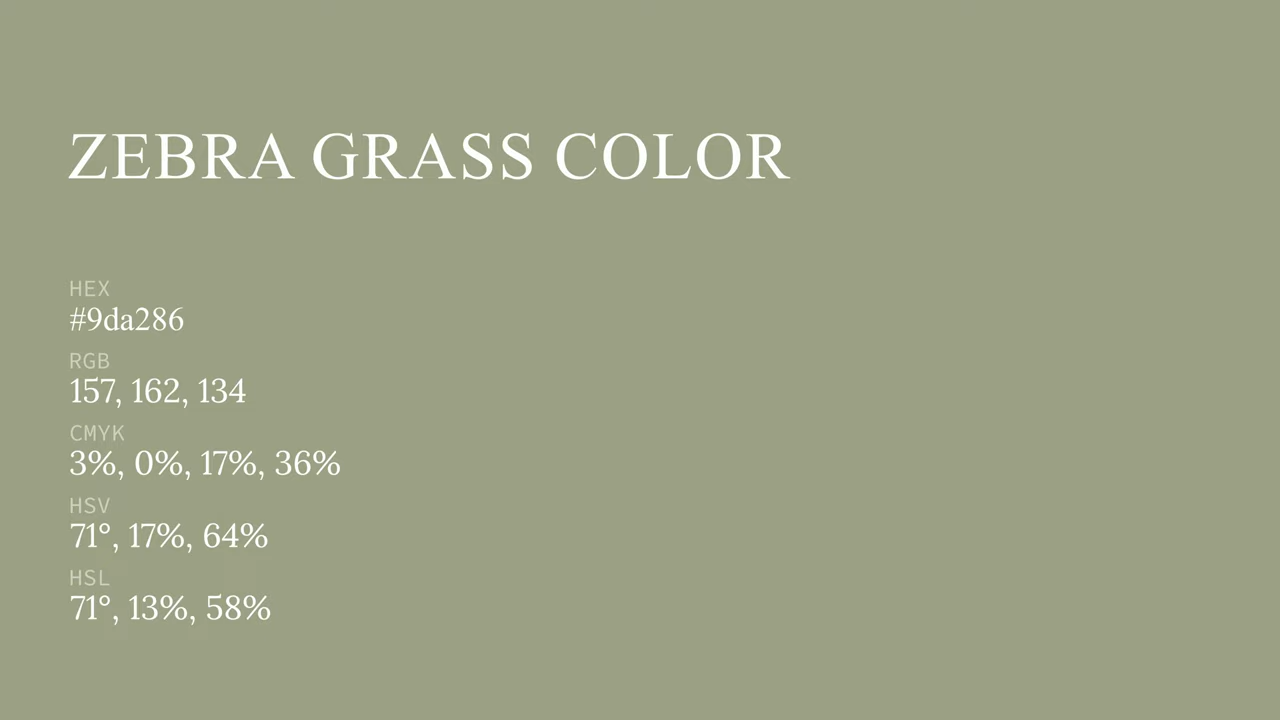 ZEBRA GRASS COLOR
HEX
#9da286
RGB
157, 162, 134
CMYK
3%, 0%, 17%, 36%
HSV
71°, 17%, 64%
HSL
71°, 13%, 58%